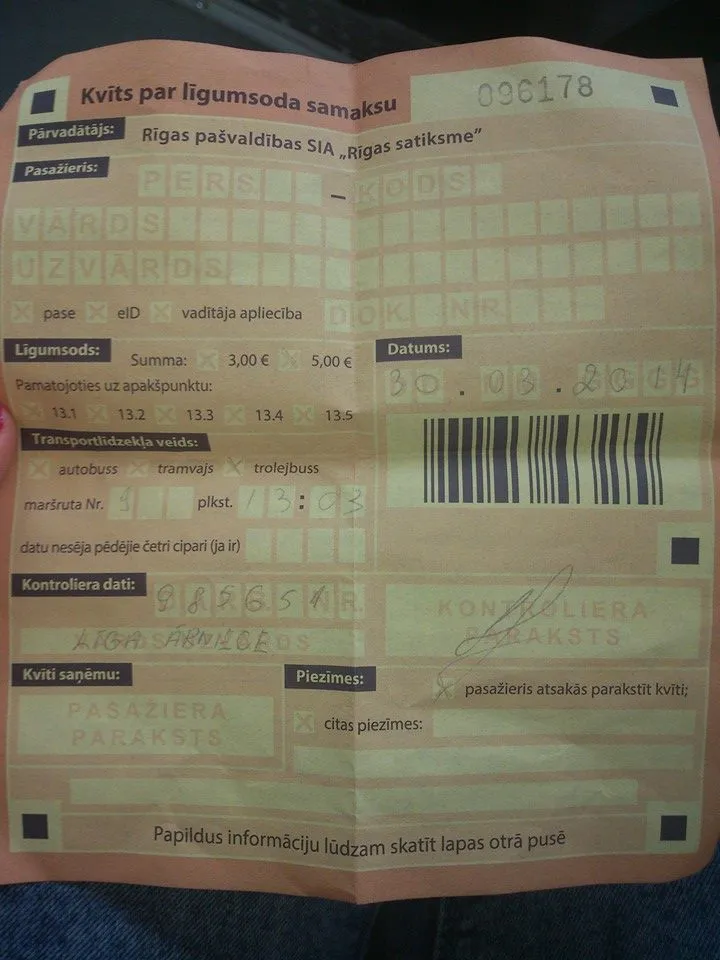 Kvīts par līgumsoda samaksu 096178
Pārvadātājs: Rīgas pašvaldības SIA „Rīgas satiksme”
Pasažieris: PERS. – KODS
VĀRDS
UZVĀRDS
pase eID vadītāja apliecība DOK. NR.
Līgumsods: Summa: 3,00 € 5,00 €
Datums:
Pamatojoties uz apakšpunktu:
30.03.2014
13.1 13.2 13.3 13.4 13.5
Transportlīdzekļa veids:
autobuss tramvajs trolejbuss
maršruta Nr. 9 plkst. 13:03
datu nesēja pēdējie četri cipari (ja ir)
Kontroliera dati: 985651
KONTROLIERA
PARAKSTS
Kvīti saņēmu:
Piezīmes:
X pasažieris atsakās parakstīt kvīti;
PASAŽIERA
PARAKSTS
citas piezīmes:
Papildus informāciju lūdzam skatīt lapas otrā pusē